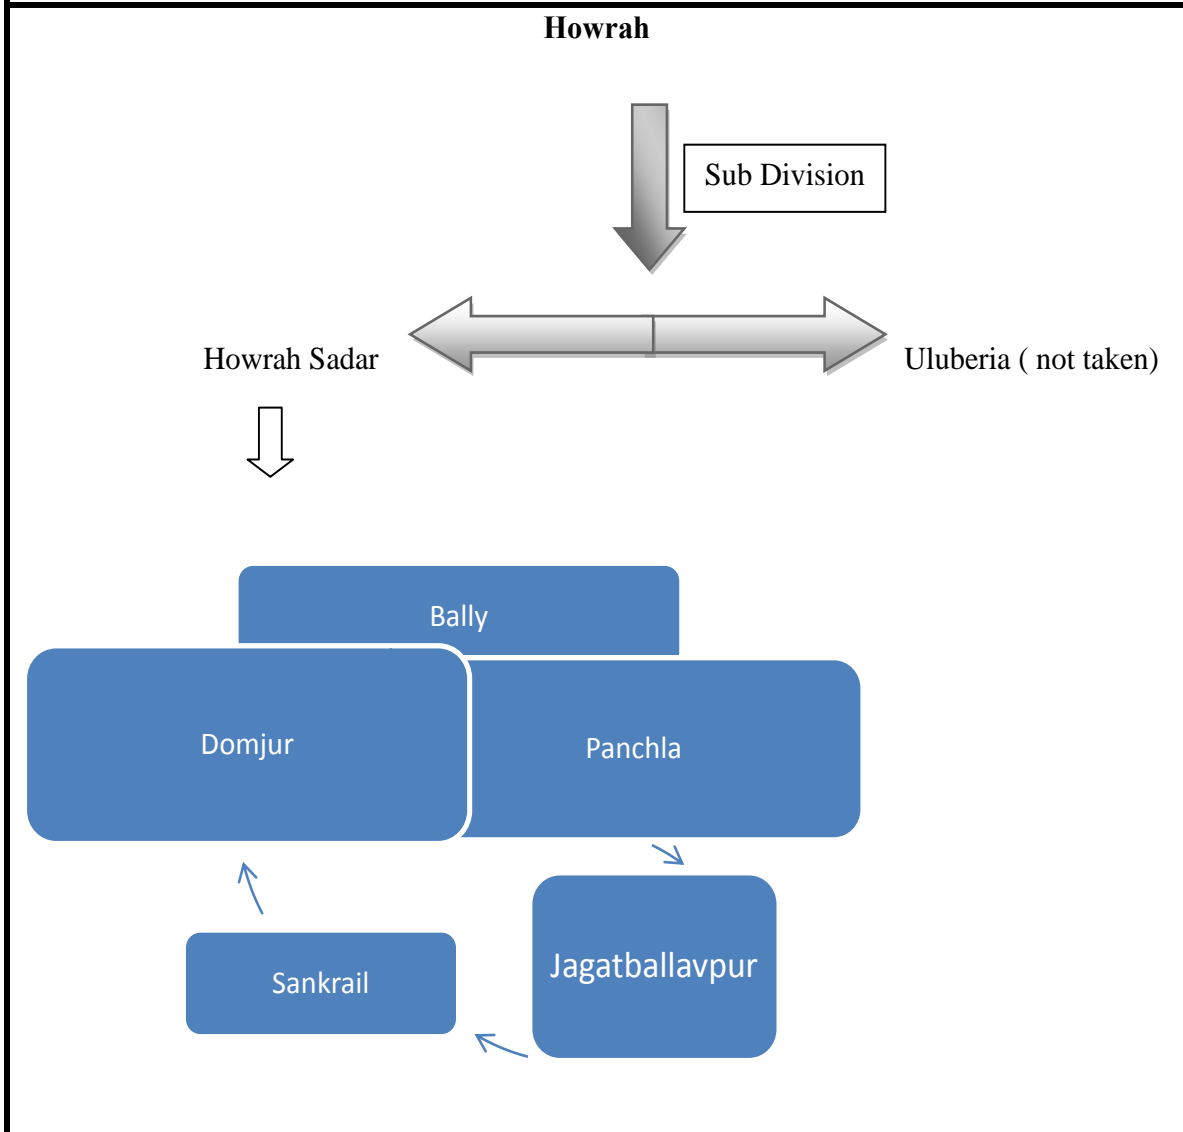 Howrah
Sub Division
Howrah Sadar
Uluberia ( not taken)
Bally
Domjur
Panchla
Jagatballavpur
Sankrail